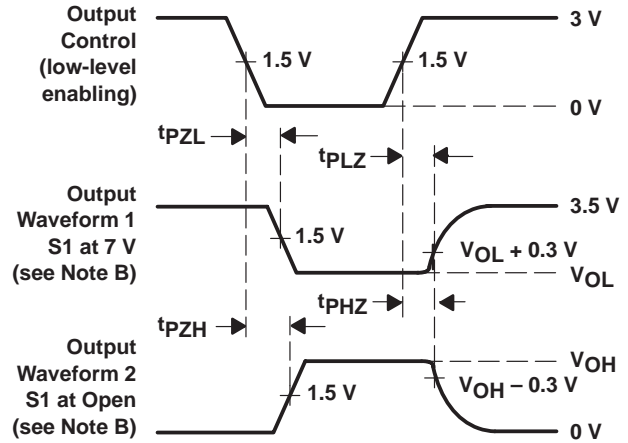 Output
Control
(low-level
enabling)
1.5 V
1.5 V
3 V
0 V
tPZL
tPLZ
Output
Waveform 1
S1 at 7 V
(see Note B)
1.5 V
3.5 V
VOL + 0.3 V
VOL
tPZH
tPHZ
Output
Waveform 2
S1 at Open
(see Note B)
1.5 V
VOH
VOH – 0.3 V
0 V